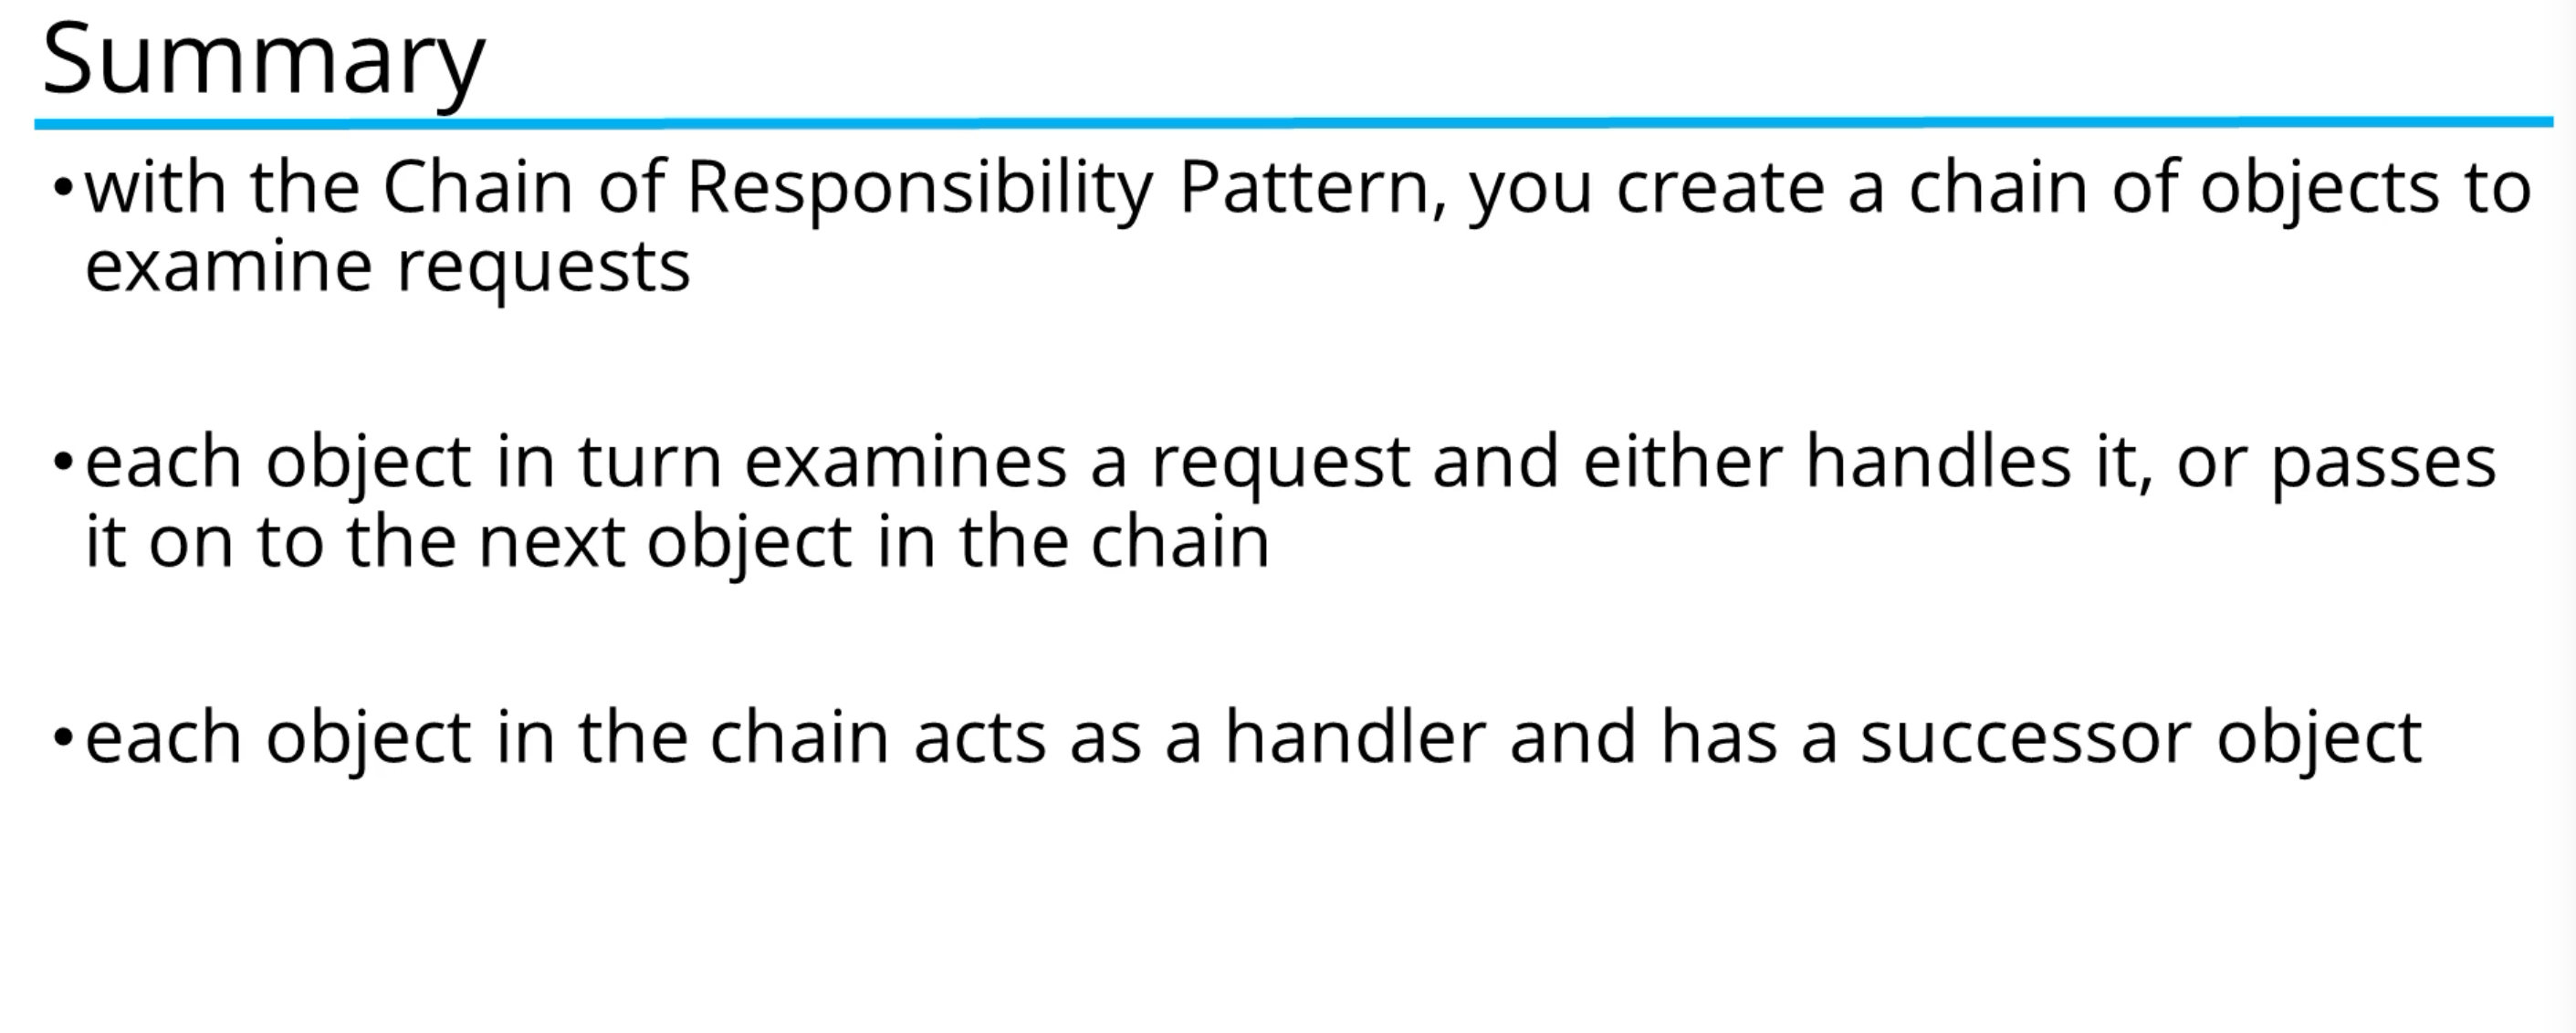 Summary
•with the Chain of Responsibility Pattern, you create a chain of objects to
examine requests
•each object in turn examines a request and either handles it, or passes
it on to the next object in the chain
•each object in the chain acts as a handler and has a successor object